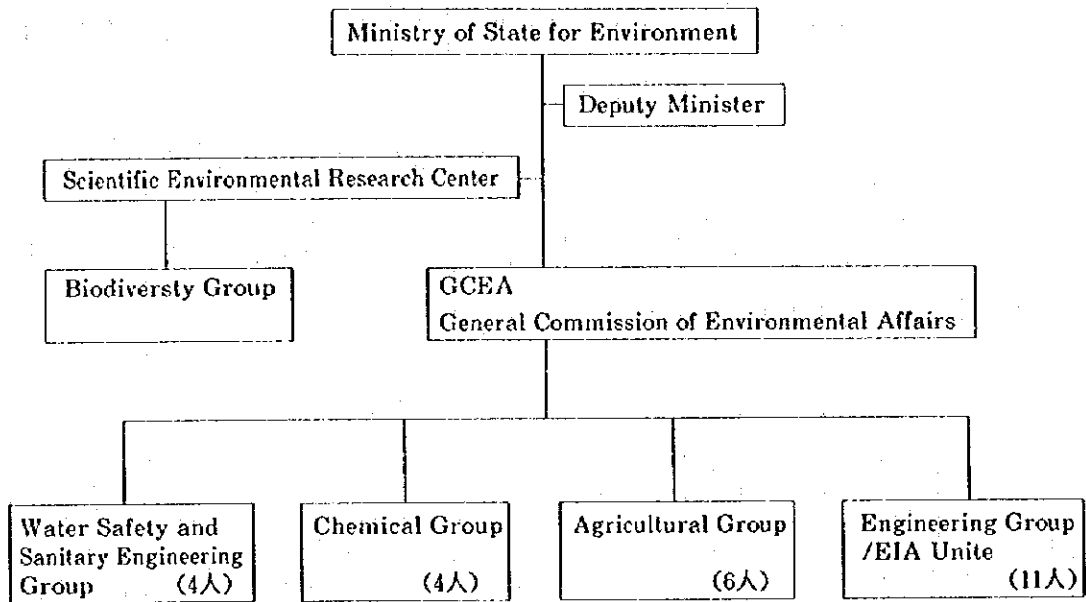 Ministry of State for Environment
Deputy Minister
Scientific Environmental Research Center
Biodiversty Group
GCEA
General Commission of Environmental Affairs
Water Safety and
Sanitary Engineering
Group (4人)
Chemical Group
(4人)
Agricultural Group
(6人)
Engineering Group
/EIA Unite
(11人)